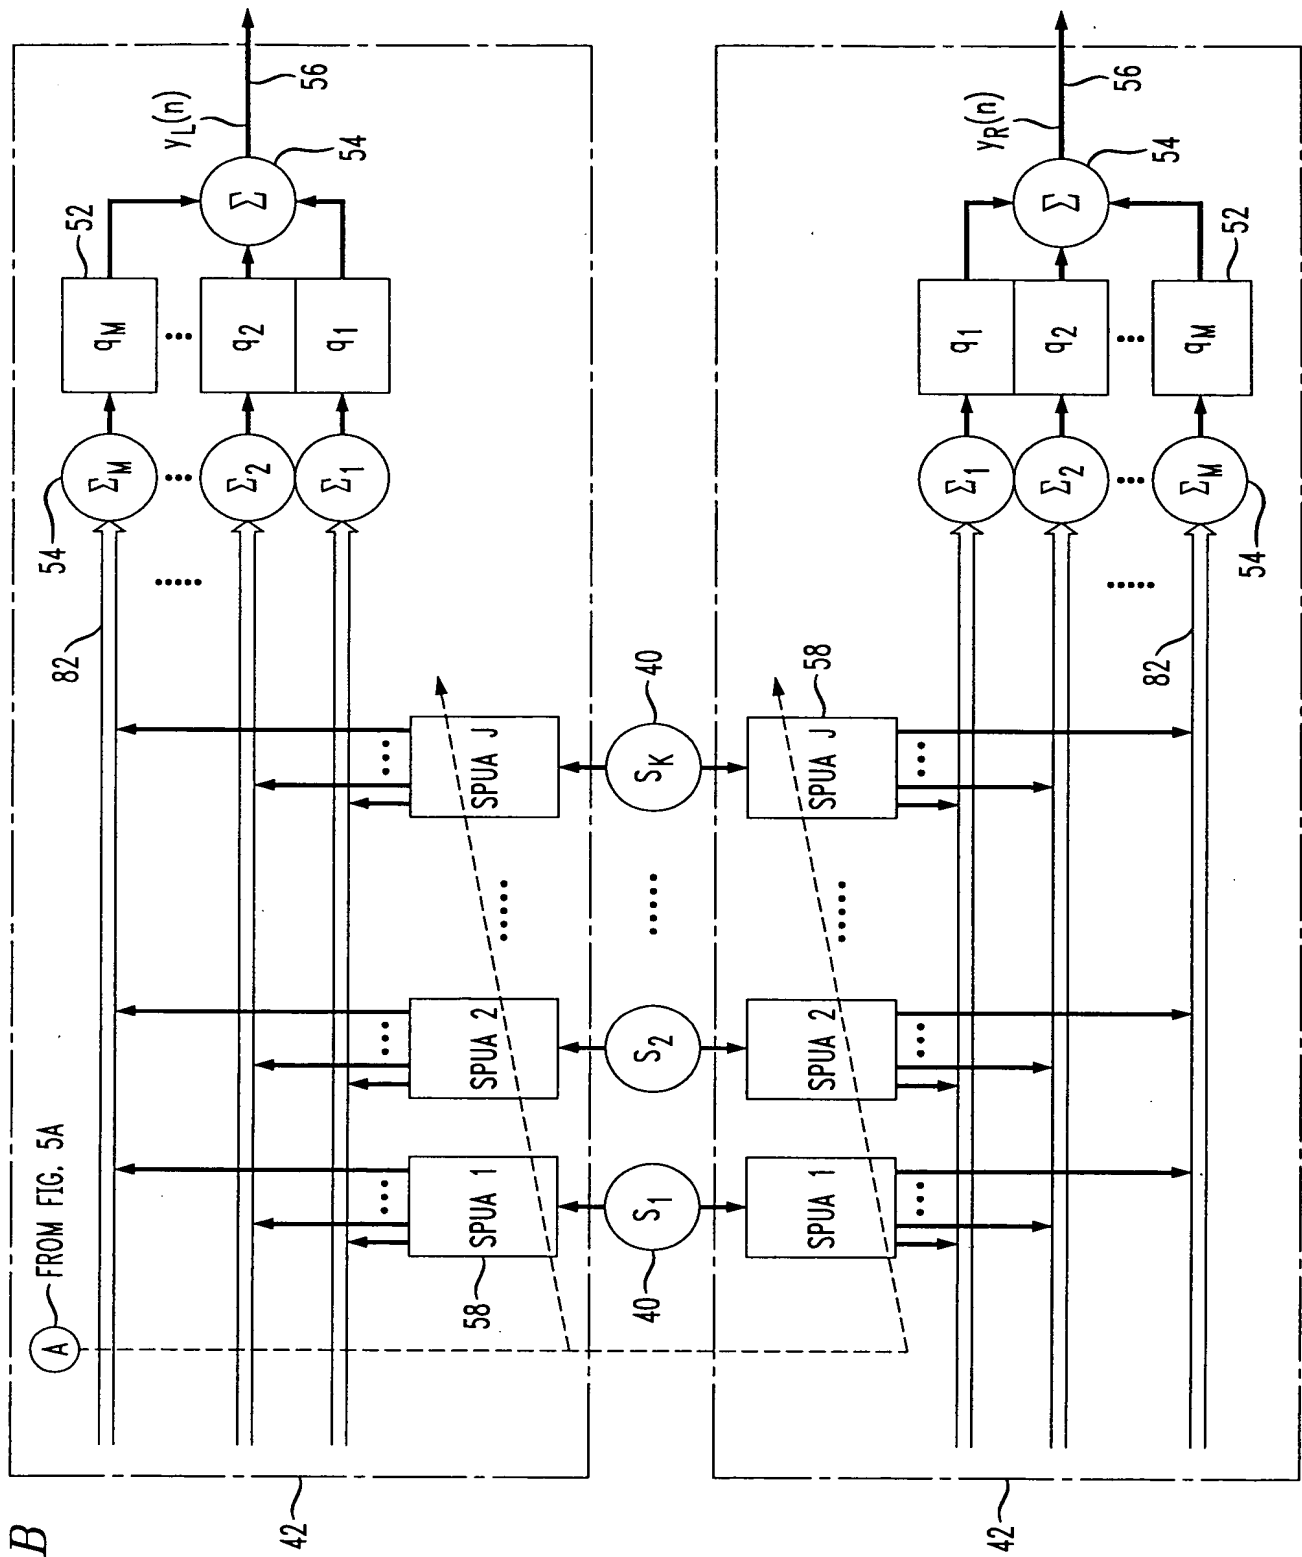 B
A
FROM FIG. 5A
42
82
54
Σ_M
q_M
52
Σ_2
q_2
Σ_1
q_1
Σ
54
y_L(n)
56
58
SPUA 1
SPUA 2
SPUA J
40
S_1
S_2
S_K
40
SPUA 1
SPUA 2
SPUA J
58
42
Σ_1
q_1
Σ_2
q_2
Σ_M
q_M
82
54
52
Σ
54
y_R(n)
56